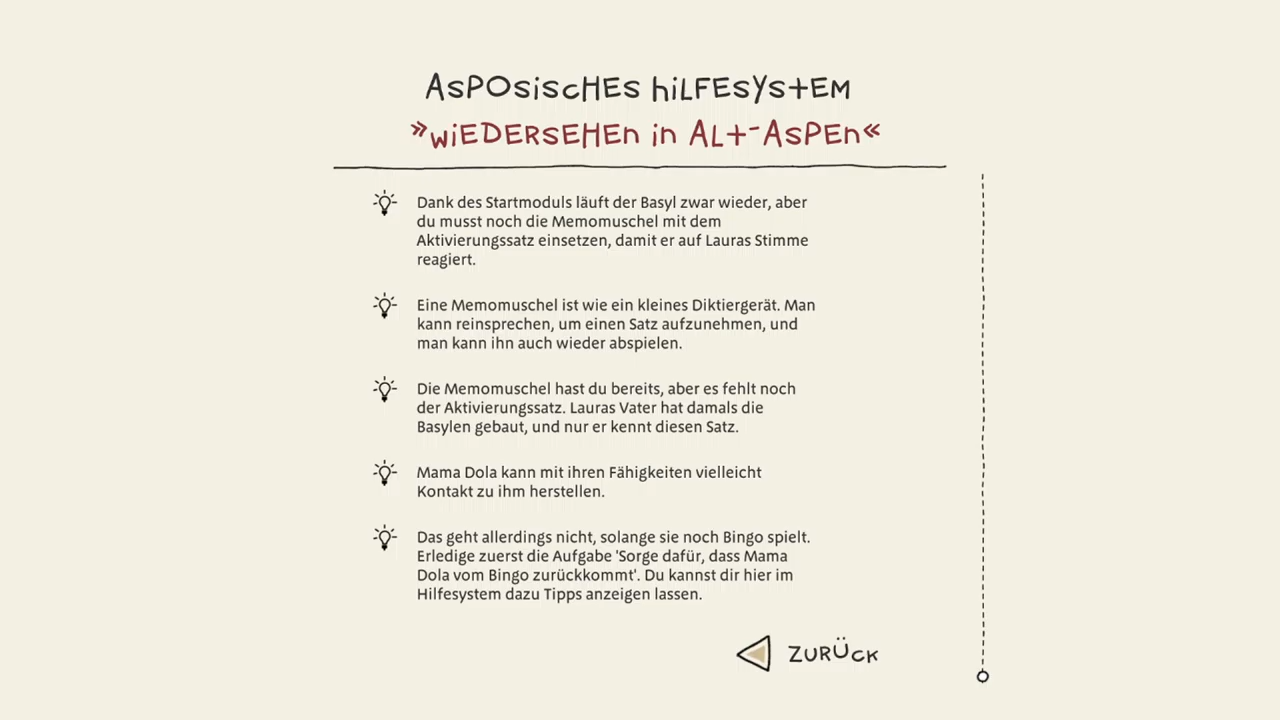 Asposisches Hilfesystem
»Wiedersehen in Alt-Aspen«
Dank des Startmoduls läuft der Basyl zwar wieder, aber
du musst noch die Memomuschel mit dem
Aktivierungssatz einsetzen, damit er auf Lauras Stimme
reagiert.
Eine Memomuschel ist wie ein kleines Diktiergerät. Man
kann reinsprechen, um einen Satz aufzunehmen, und
man kann ihn auch wieder abspielen.
Die Memomuschel hast du bereits, aber es fehlt noch
der Aktivierungssatz. Lauras Vater hat damals die
Basylen gebaut, und nur er kennt diesen Satz.
Mama Dola kann mit ihren Fähigkeiten vielleicht
Kontakt zu ihm herstellen.
Das geht allerdings nicht, solange sie noch Bingo spielt.
Erledige zuerst die Aufgabe 'Sorge dafür, dass Mama
Dola vom Bingo zurückkommt'. Du kannst dir hier im
Hilfesystem dazu Tipps anzeigen lassen.
Zurück